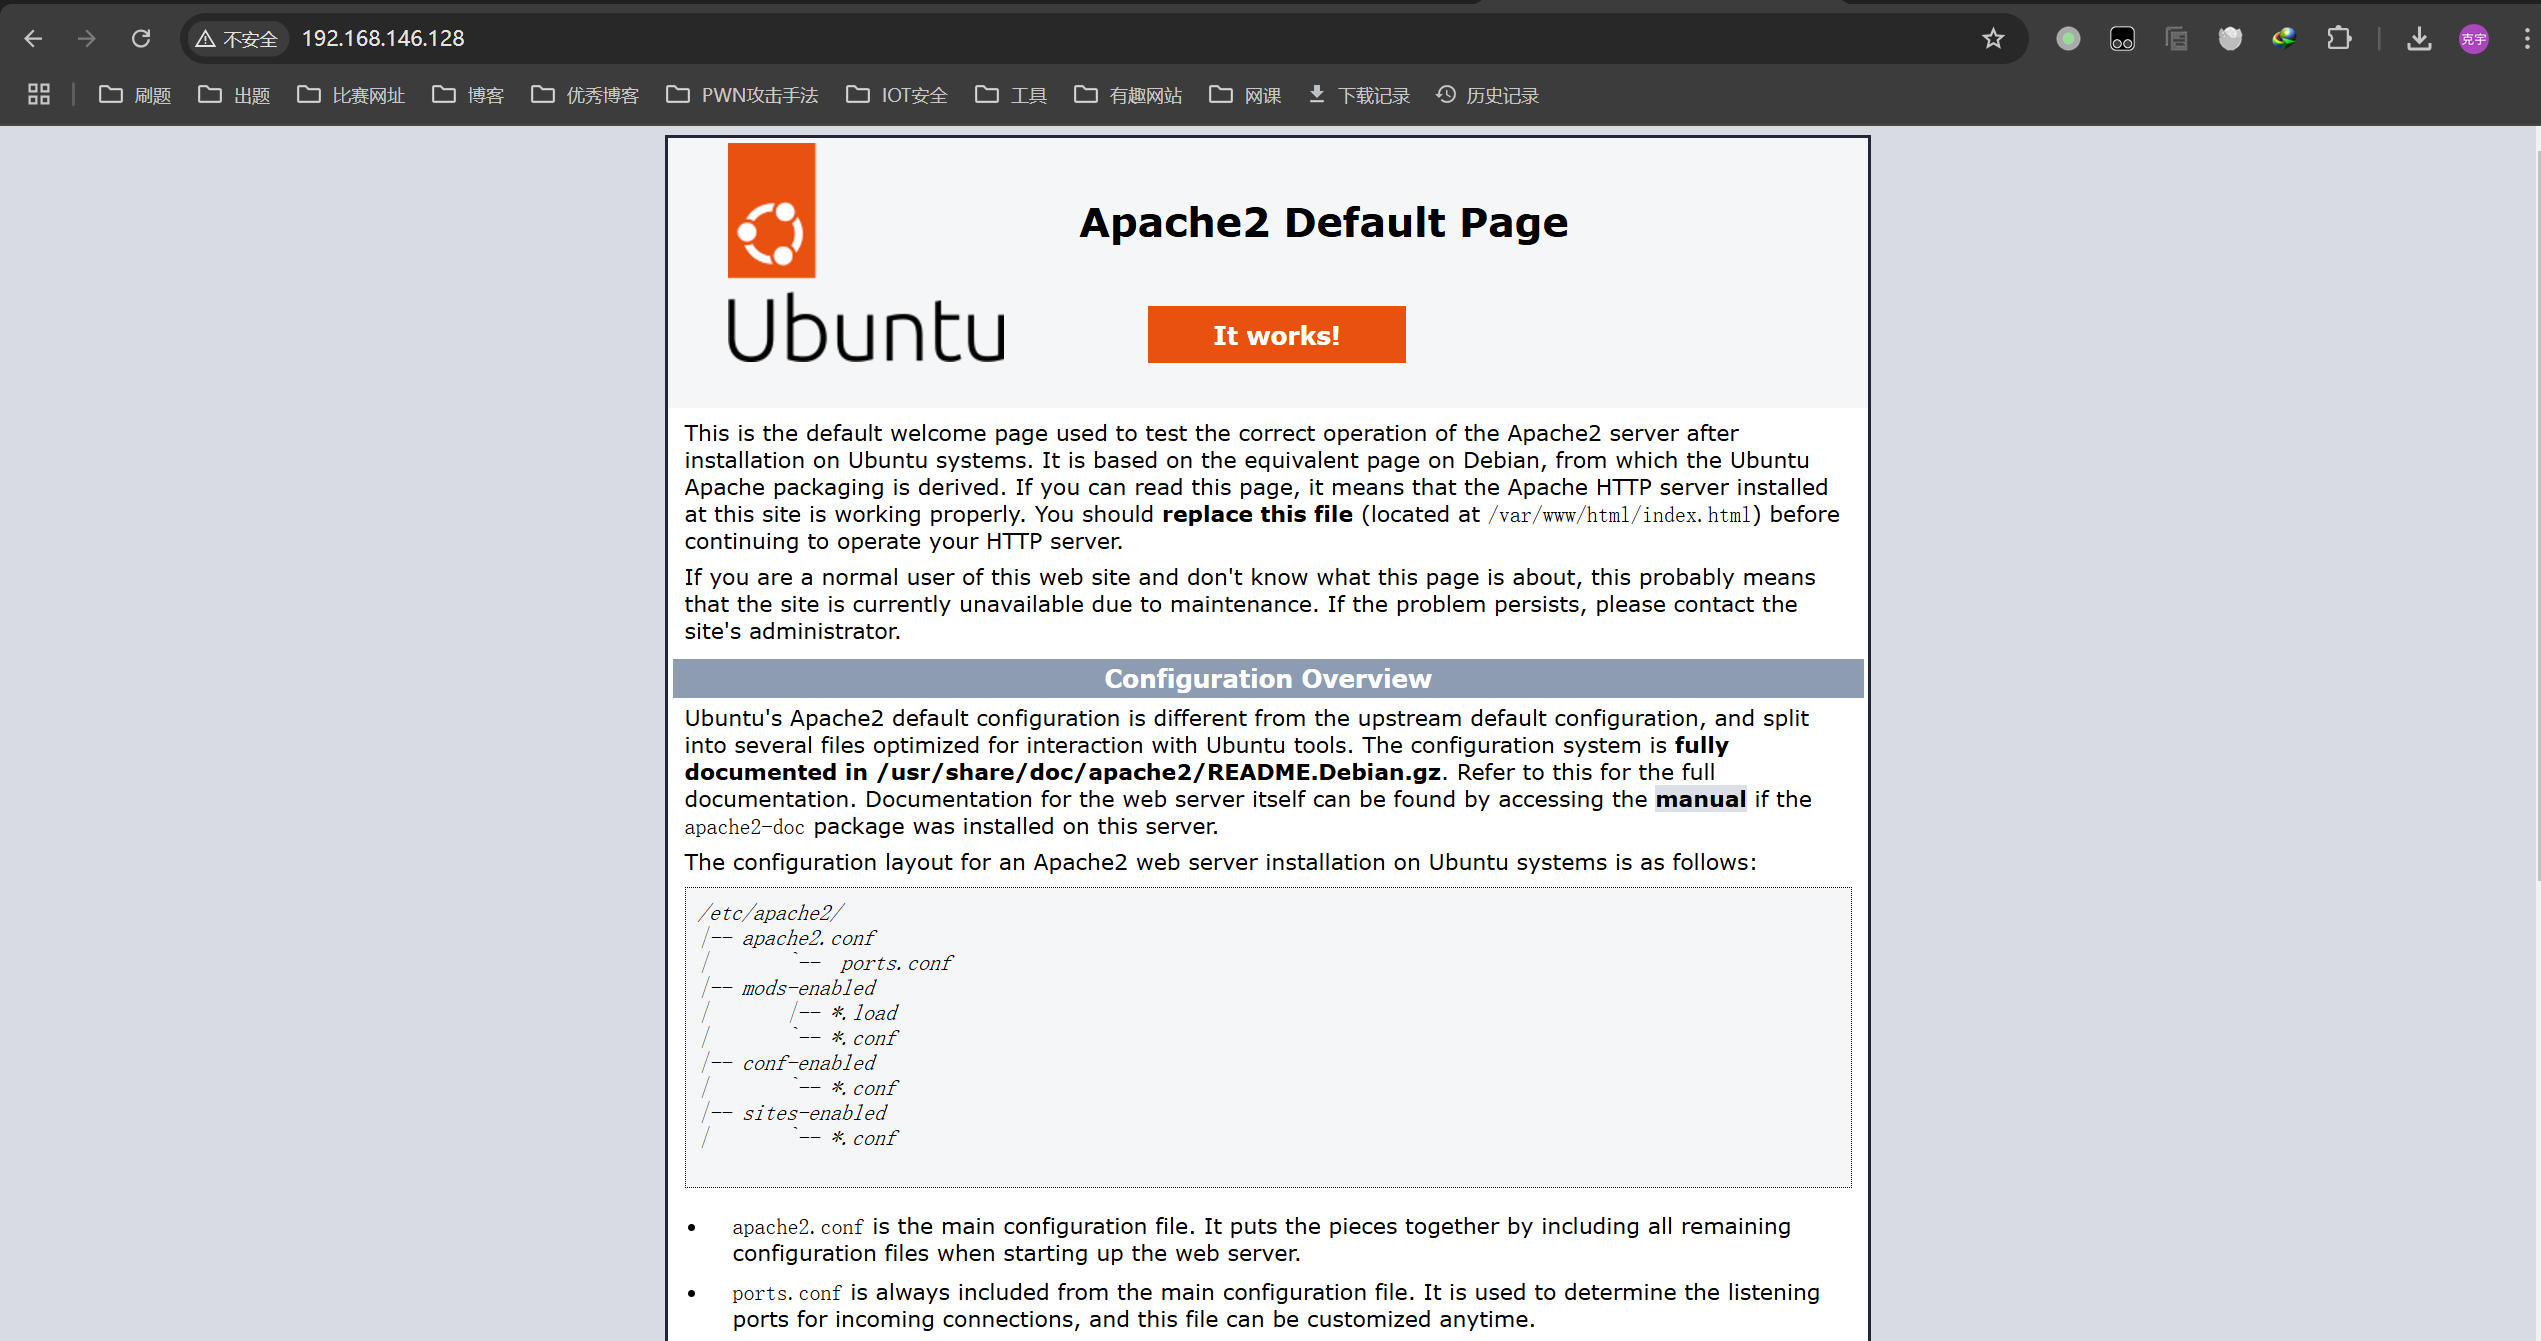 不安全 192.168.146.128
克宇
刷题 出题 比赛网址 博客 优秀博客 PWN攻击手法 IOT安全 工具 有趣网站 网课 下载记录 历史记录
Apache2 Default Page
Ubuntu
It works!
This is the default welcome page used to test the correct operation of the Apache2 server after
installation on Ubuntu systems. It is based on the equivalent page on Debian, from which the Ubuntu
Apache packaging is derived. If you can read this page, it means that the Apache HTTP server installed
at this site is working properly. You should replace this file (located at /var/www/html/index.html) before
continuing to operate your HTTP server.
If you are a normal user of this web site and don't know what this page is about, this probably means
that the site is currently unavailable due to maintenance. If the problem persists, please contact the
site's administrator.
Configuration Overview
Ubuntu's Apache2 default configuration is different from the upstream default configuration, and split
into several files optimized for interaction with Ubuntu tools. The configuration system is fully
documented in /usr/share/doc/apache2/README.Debian.gz. Refer to this for the full
documentation. Documentation for the web server itself can be found by accessing the manual if the
apache2-doc package was installed on this server.
The configuration layout for an Apache2 web server installation on Ubuntu systems is as follows:
/etc/apache2/
|-- apache2.conf
|       `--  ports.conf
|-- mods-enabled
|       |-- *.load
|       `-- *.conf
|-- conf-enabled
|       `-- *.conf
|-- sites-enabled
|       `-- *.conf
• apache2.conf is the main configuration file. It puts the pieces together by including all remaining
configuration files when starting up the web server.
• ports.conf is always included from the main configuration file. It is used to determine the listening
ports for incoming connections, and this file can be customized anytime.